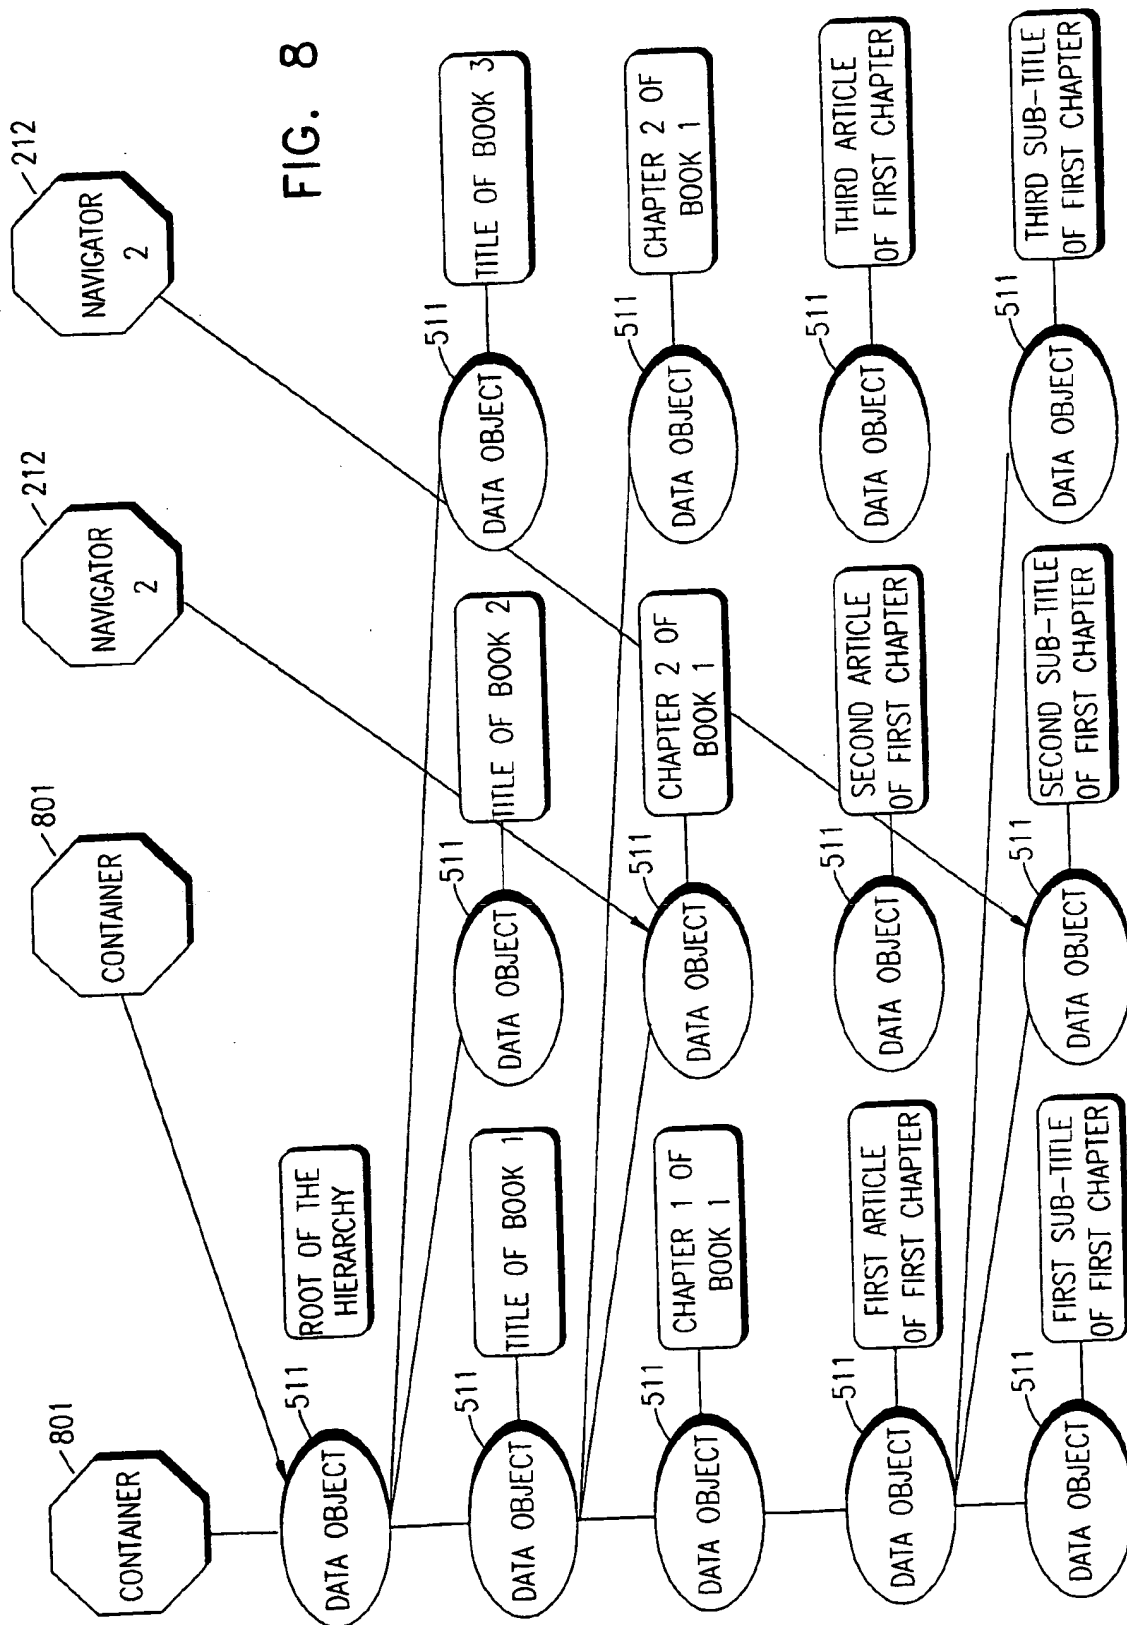 FIG. 8
801
CONTAINER
801
CONTAINER
212
NAVIGATOR
2
212
NAVIGATOR
2
511
DATA OBJECT
ROOT OF THE
HIERARCHY
511
DATA OBJECT
TITLE OF BOOK 1
511
DATA OBJECT
TITLE OF BOOK 2
511
DATA OBJECT
TITLE OF BOOK 3
511
DATA OBJECT
CHAPTER 1 OF
BOOK 1
511
DATA OBJECT
CHAPTER 2 OF
BOOK 1
511
DATA OBJECT
CHAPTER 2 OF
BOOK 1
511
DATA OBJECT
FIRST ARTICLE
OF FIRST CHAPTER
511
DATA OBJECT
SECOND ARTICLE
OF FIRST CHAPTER
511
DATA OBJECT
THIRD ARTICLE
OF FIRST CHAPTER
511
DATA OBJECT
FIRST SUB-TITLE
OF FIRST CHAPTER
511
DATA OBJECT
SECOND SUB-TITLE
OF FIRST CHAPTER
511
DATA OBJECT
THIRD SUB-TITLE
OF FIRST CHAPTER